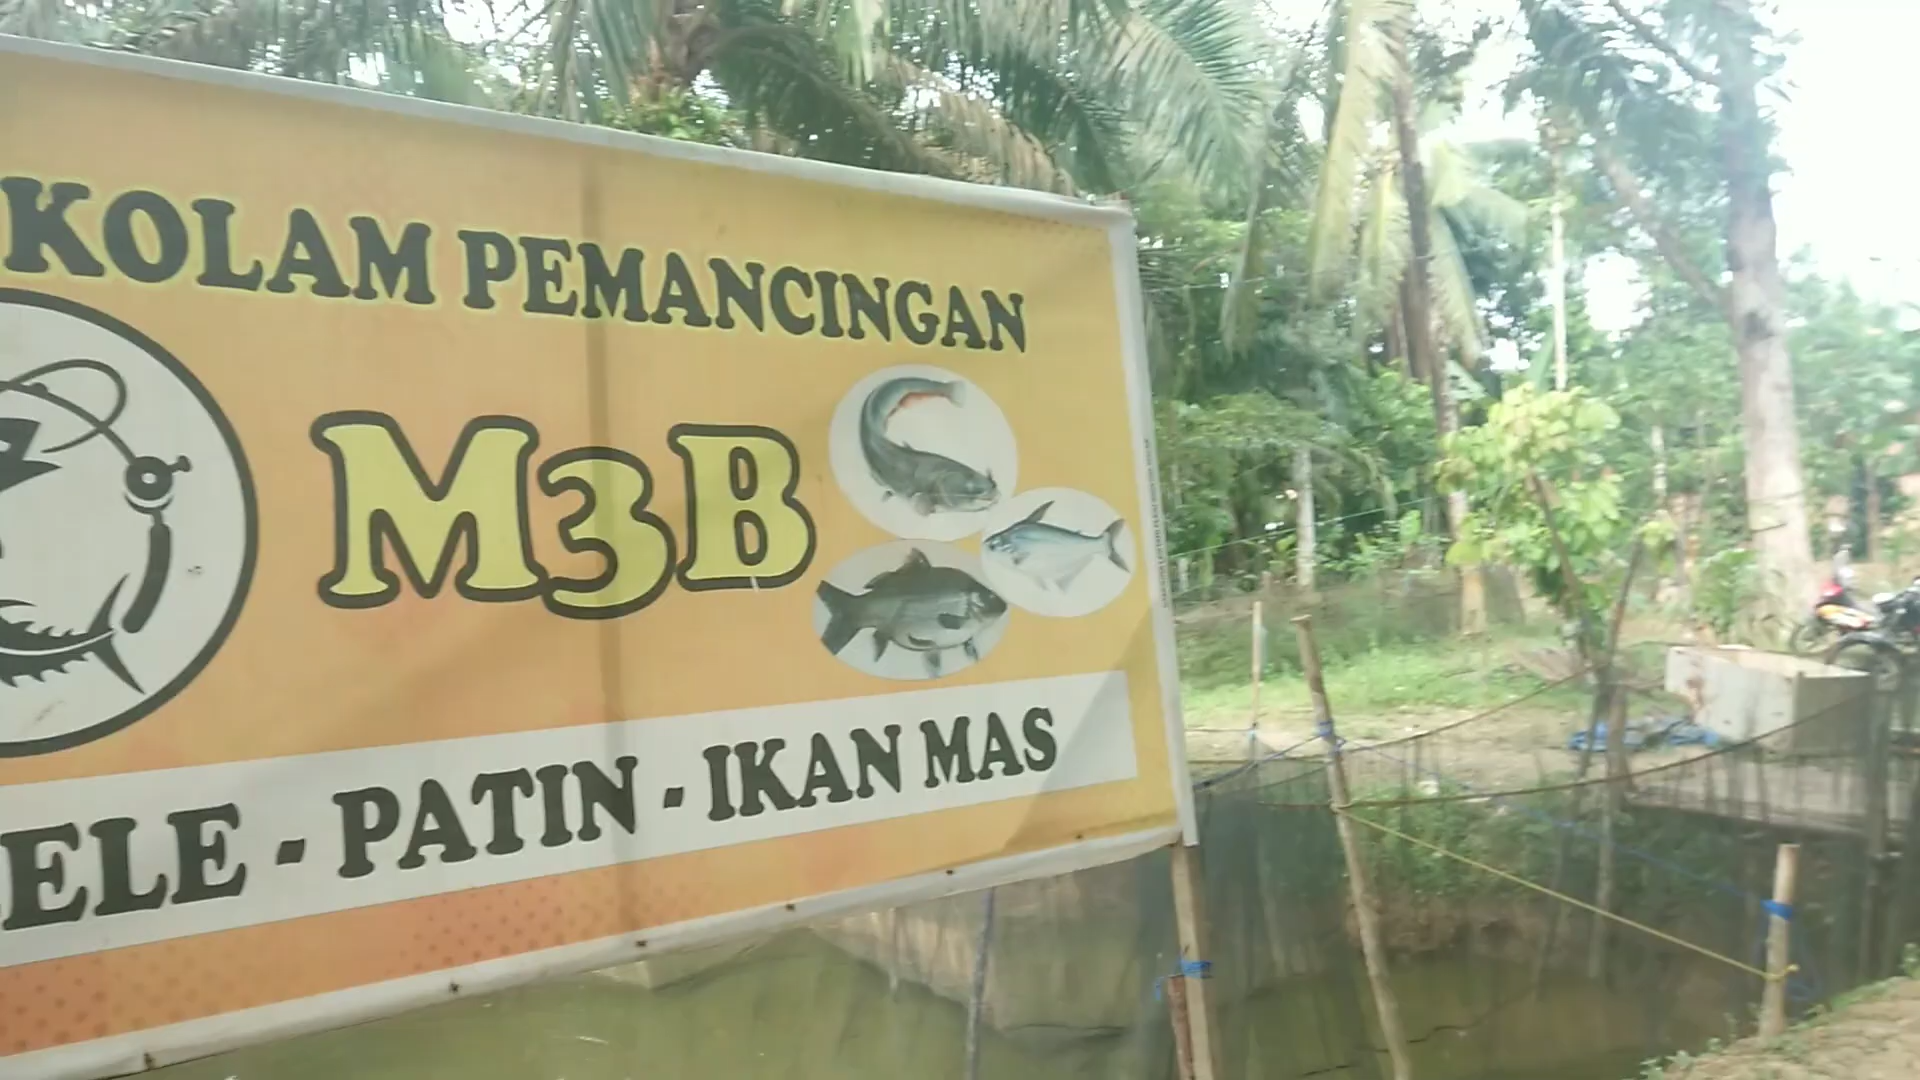 KOLAM PEMANCINGAN
M3B
ELE - PATIN - IKAN MAS